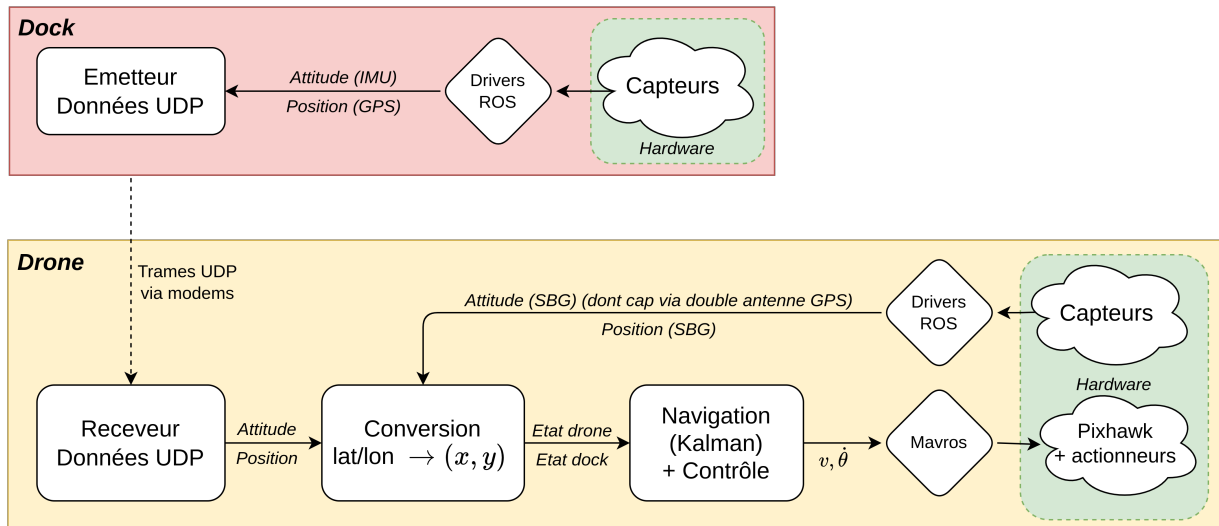 Dock
Emetteur
Données UDP
Attitude (IMU)
Position (GPS)
Drivers
ROS
Capteurs
Hardware
Trames UDP
via modems
Drone
Attitude (SBG) (dont cap via double antenne GPS)
Position (SBG)
Drivers
ROS
Capteurs
Hardware
Receveur
Données UDP
Attitude
Position
Conversion
lat/lon → (x, y)
Etat drone
Etat dock
Navigation
(Kalman)
+ Contrôle
v, θ̇
Mavros
Pixhawk
+ actionneurs